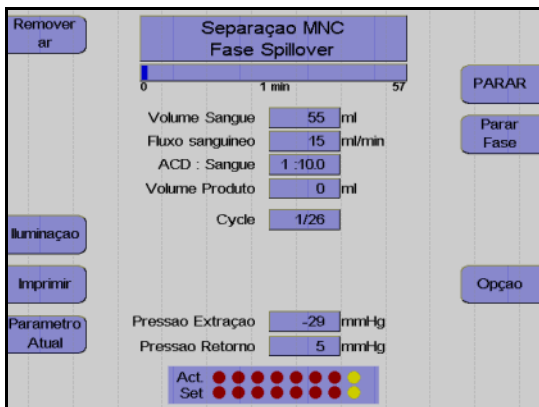 Remover
ar
Separaçao MNC
Fase Spillover
0 1 min 57
PARAR
Parar
Fase
Volume Sangue 55 ml
Fluxo sanguineo 15 ml/min
ACD : Sangue 1 :10.0
Volume Produto 0 ml
Cycle 1/26
Iluminaçao
Imprimir
Opçao
Parametro
Atual
Pressao Extraçao -29 mmHg
Pressao Retorno 5 mmHg
Act.
Set